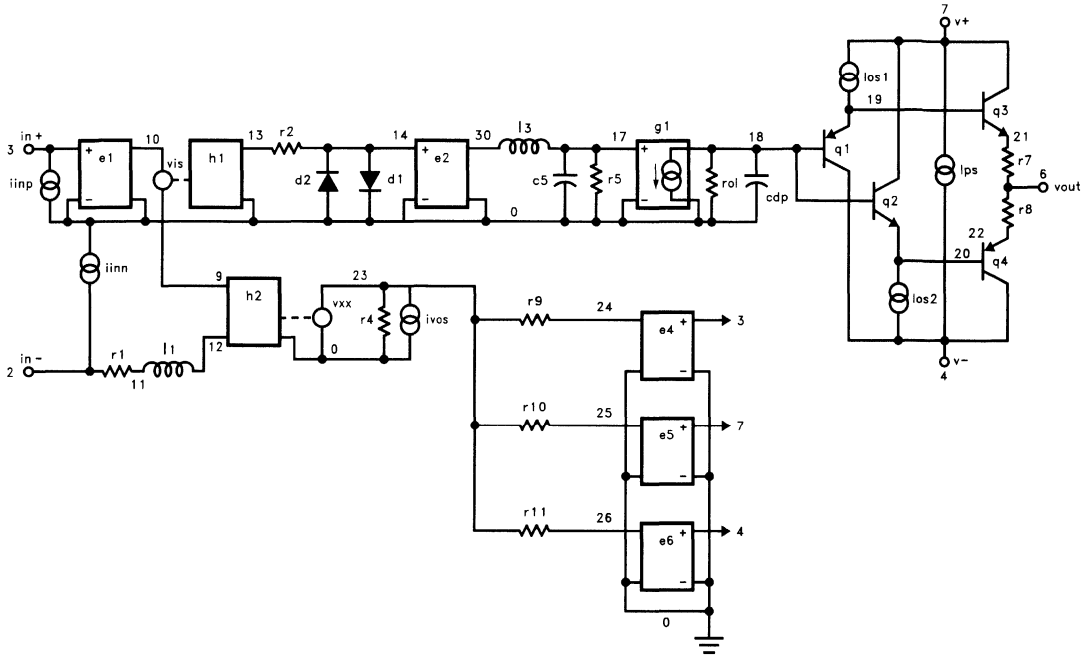 7
v+
Ios1
19
q3
in+
3
10
13
r2
14
30
l3
17
g1
18
21
+
e1
vis
h1
+
e2
+
q1
r7
iinp
d2
d1
c5
r5
rol
cdp
Ips
6
vout
-
-
0
-
q2
r8
22
iinn
20
q4
9
h2
23
vxx
r4
ivos
Ios2
r9
24
e4
+
3
in-
r1
l1
12
0
v-
2
11
4
-
r10
25
e5
+
7
-
r11
26
e6
+
4
-
0